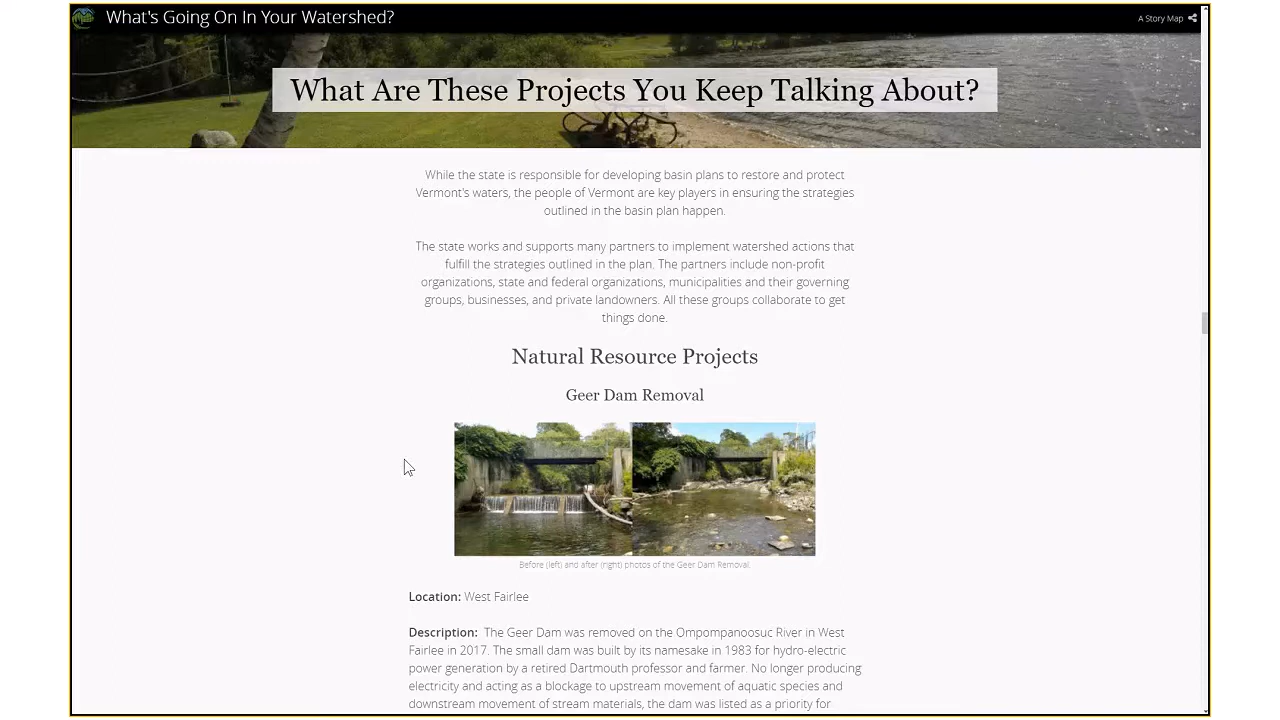 What's Going On In Your Watershed?
A Story Map
What Are These Projects You Keep Talking About?
While the state is responsible for developing basin plans to restore and protect
Vermont's waters, the people of Vermont are key players in ensuring the strategies
outlined in the basin plan happen.
The state works and supports many partners to implement watershed actions that
fulfill the strategies outlined in the plan. The partners include non-profit
organizations, state and federal organizations, municipalities and their governing
groups, businesses, and private landowners. All these groups collaborate to get
things done.
Natural Resource Projects
Geer Dam Removal
Before (left) and after (right) photos of the Geer Dam Removal.
Location: West Fairlee
Description: The Geer Dam was removed on the Ompompanoosuc River in West
Fairlee in 2017. The small dam was built by its namesake in 1983 for hydro-electric
power generation by a retired Dartmouth professor and farmer. No longer producing
electricity and acting as a blockage to upstream movement of aquatic species and
downstream movement of stream materials, the dam was listed as a priority for